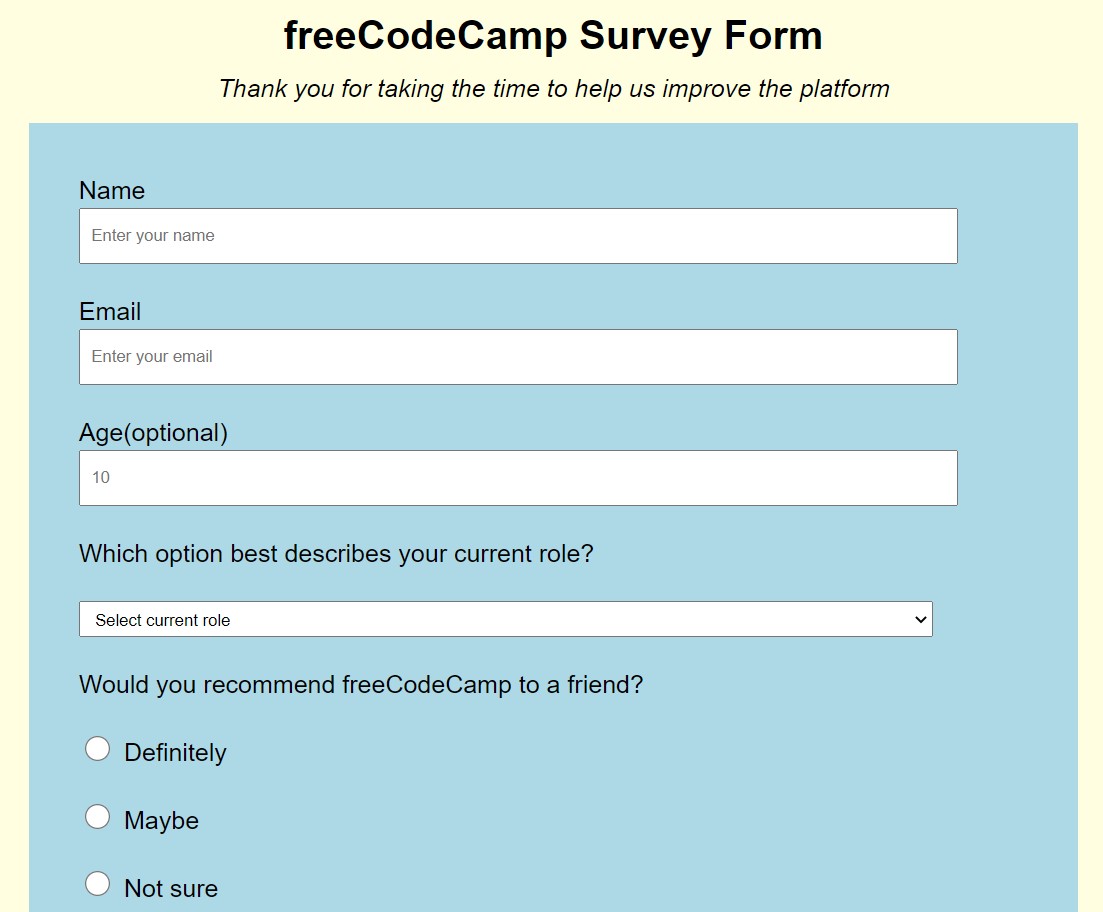 freeCodeCamp Survey Form
Thank you for taking the time to help us improve the platform
Name
Enter your name
Email
Enter your email
Age(optional)
10
Which option best describes your current role?
Select current role
Would you recommend freeCodeCamp to a friend?
Definitely
Maybe
Not sure